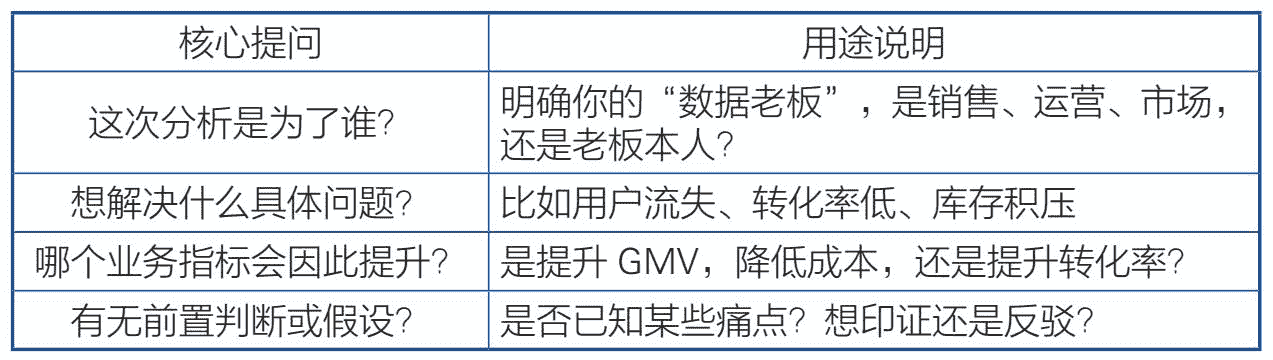 核心提问
用途说明
这次分析是为了谁？
明确你的“数据老板”，是销售、运营、市场，
还是老板本人？
想解决什么具体问题？
比如用户流失、转化率低、库存积压
哪个业务指标会因此提升？
是提升 GMV，降低成本，还是提升转化率？
有无前置判断或假设？
是否已知某些痛点？想印证还是反驳？